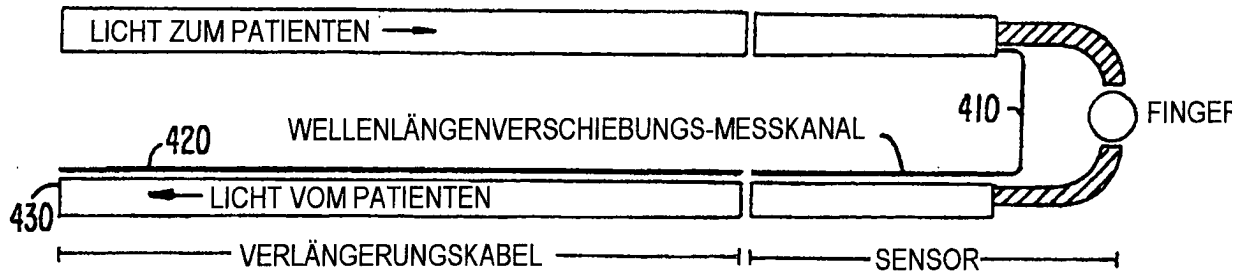 LICHT ZUM PATIENTEN
410
FINGER
WELLENLÄNGENVERSCHIEBUNGS-MESSKANAL
420
LICHT VOM PATIENTEN
430
VERLÄNGERUNGSKABEL
SENSOR